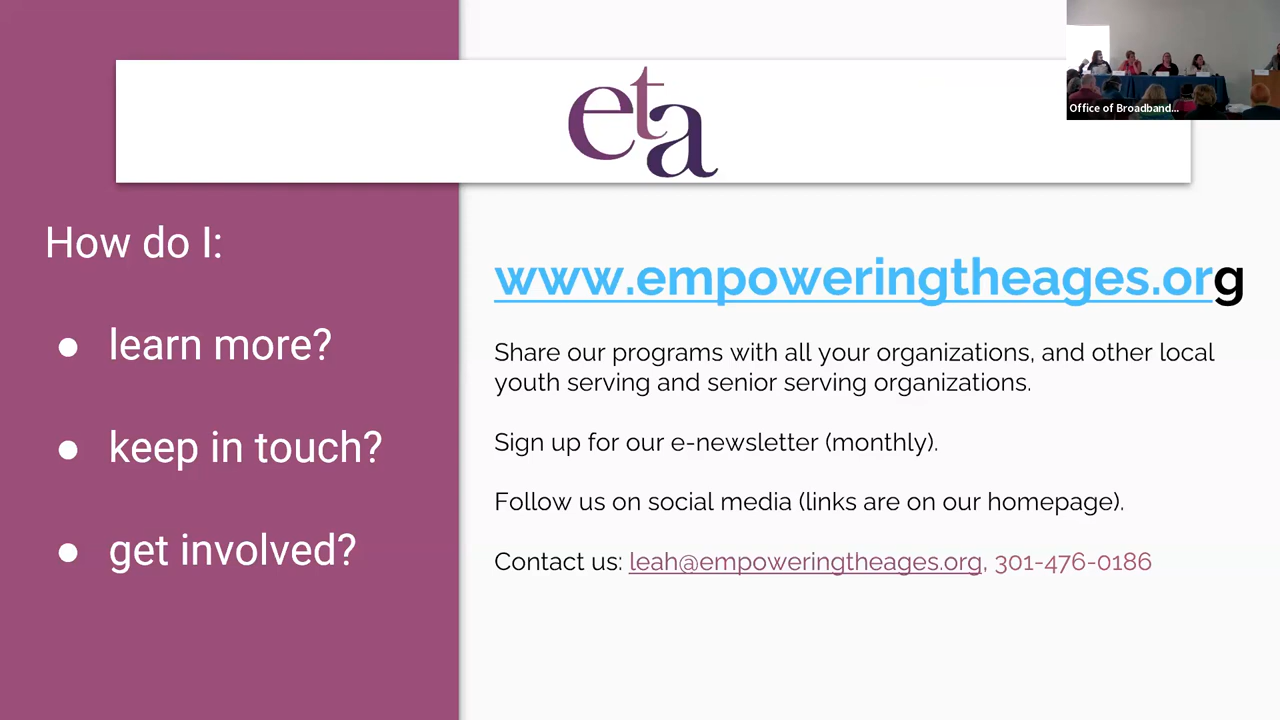 eta
Office of Broadband...
How do I:
● learn more?
● keep in touch?
● get involved?
www.empoweringtheages.org
Share our programs with all your organizations, and other local
youth serving and senior serving organizations.
Sign up for our e-newsletter (monthly).
Follow us on social media (links are on our homepage).
Contact us: leah@empoweringtheages.org, 301-476-0186